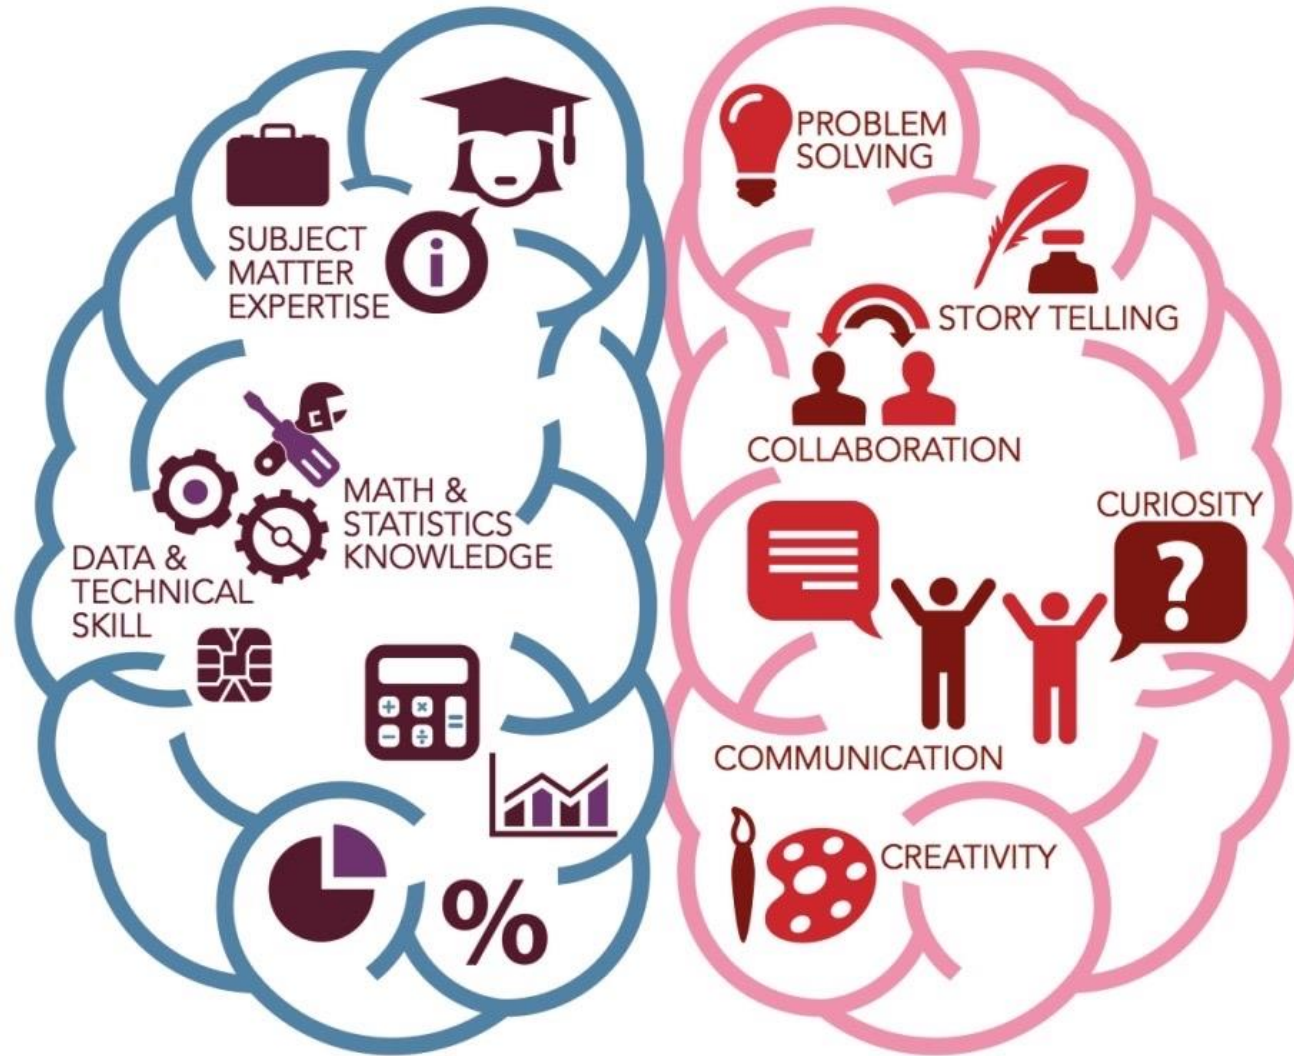 SUBJECT
MATTER
EXPERTISE
i
MATH &
STATISTICS
KNOWLEDGE
DATA &
TECHNICAL
SKILL
+ × =
− ÷
%
PROBLEM
SOLVING
STORY TELLING
COLLABORATION
CURIOSITY
?
COMMUNICATION
CREATIVITY